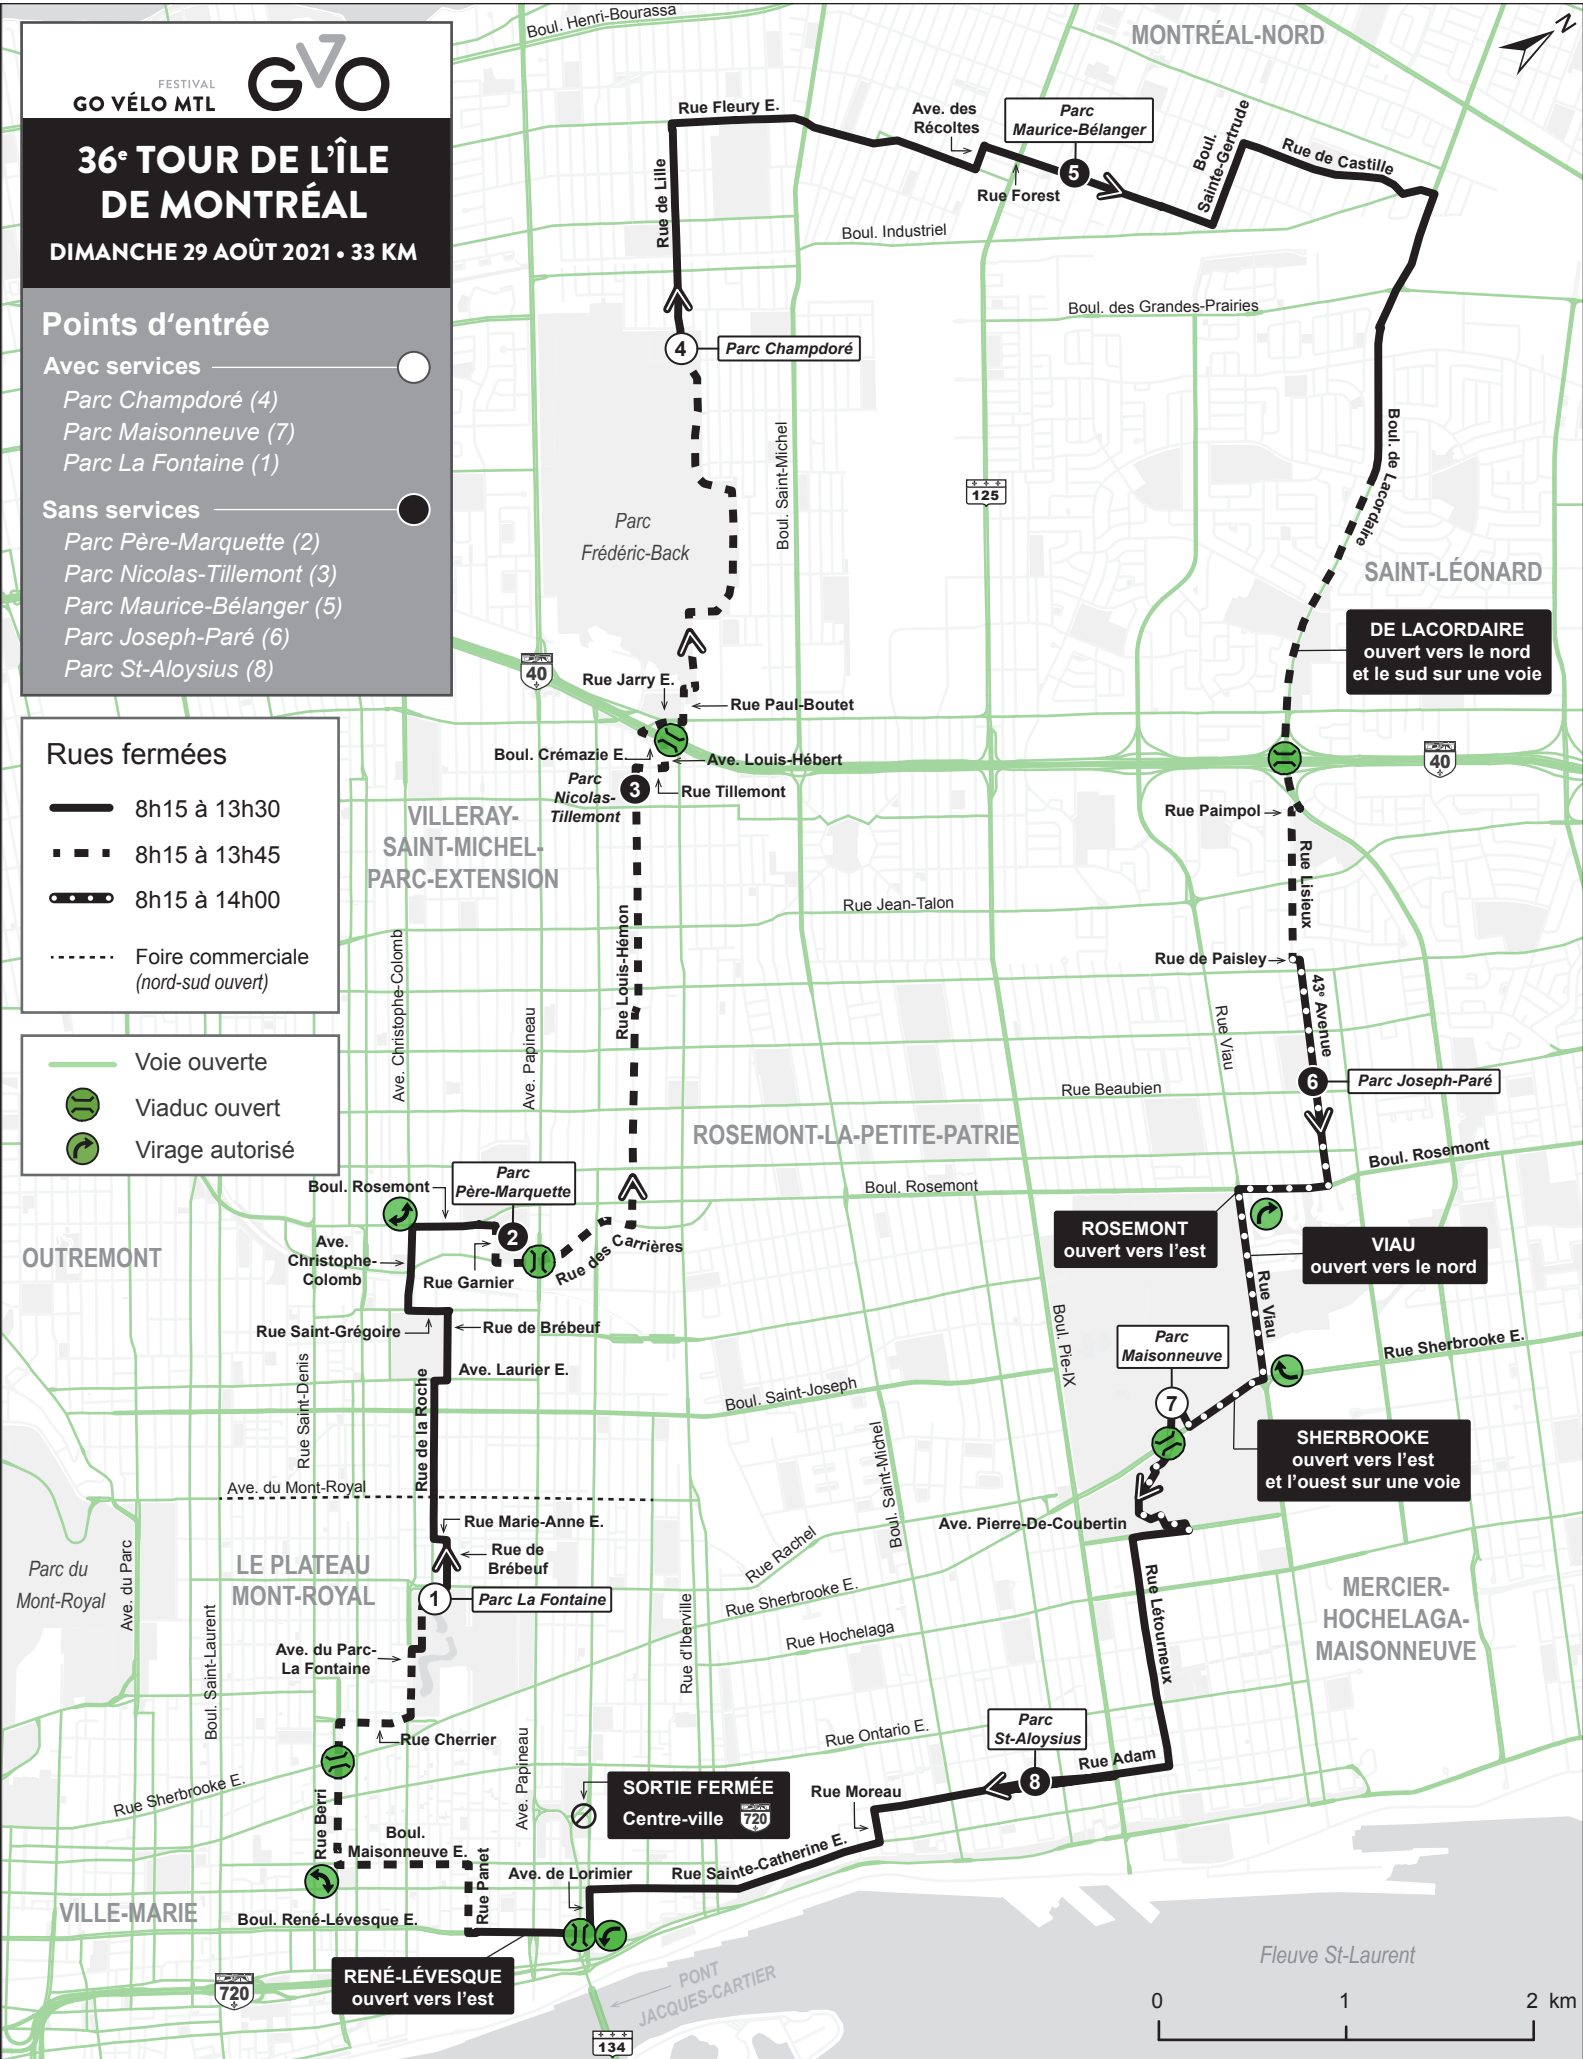 FESTIVAL
GO VÉLO MTL
GVO
36e TOUR DE L'ÎLE
DE MONTRÉAL
DIMANCHE 29 AOÛT 2021 • 33 KM
Points d'entrée
Avec services
Parc Champdoré (4)
Parc Maisonneuve (7)
Parc La Fontaine (1)
Sans services
Parc Père-Marquette (2)
Parc Nicolas-Tillemont (3)
Parc Maurice-Bélanger (5)
Parc Joseph-Paré (6)
Parc St-Aloysius (8)
Rues fermées
8h15 à 13h30
8h15 à 13h45
8h15 à 14h00
Foire commerciale
(nord-sud ouvert)
Voie ouverte
Viaduc ouvert
Virage autorisé
Boul. Henri-Bourassa
MONTRÉAL-NORD
N
Rue Fleury E.
Ave. des
Récoltes
Parc
Maurice-Bélanger
5
Rue Forest
Boul.
Sainte-Gertrude
Rue de Castille
Rue de Lille
Boul. Industriel
Boul. des Grandes-Prairies
4
Parc Champdoré
Boul. Saint-Michel
125
Boul. de Lacordaire
Parc
Frédéric-Back
SAINT-LÉONARD
DE LACORDAIRE
ouvert vers le nord
et le sud sur une voie
40
Rue Jarry E.
Rue Paul-Boutet
Boul. Crémazie E.
Ave. Louis-Hébert
40
Parc
Nicolas-
Tillemont
3
Rue Tillemont
Rue Paimpol
VILLERAY-
SAINT-MICHEL-
PARC-EXTENSION
Rue Lisieux
Rue Jean-Talon
Rue Louis-Hémon
Ave. Christophe-Colomb
Rue de Paisley
43e Avenue
Ave. Papineau
Rue Viau
6
Parc Joseph-Paré
Rue Beaubien
ROSEMONT-LA-PETITE-PATRIE
Boul. Rosemont
Parc
Père-Marquette
Boul. Rosemont
Boul. Rosemont
2
ROSEMONT
ouvert vers l'est
VIAU
ouvert vers le nord
OUTREMONT
Ave.
Christophe-
Colomb
Rue Garnier
Rue des Carrières
Rue Viau
Rue Saint-Grégoire
Rue de Brébeuf
Boul. Pie-IX
Parc
Maisonneuve
Rue Sherbrooke E.
Ave. Laurier E.
Rue Saint-Denis
Boul. Saint-Joseph
7
Rue de la Roche
Boul. Saint-Michel
SHERBROOKE
ouvert vers l'est
et l'ouest sur une voie
Ave. du Mont-Royal
Rue Marie-Anne E.
Ave. Pierre-De-Coubertin
Rue de
Brébeuf
Rue Rachel
Parc du
Mont-Royal
Ave. du Parc
LE PLATEAU
MONT-ROYAL
1
Parc La Fontaine
Rue Sherbrooke E.
Rue Létourneux
MERCIER-
HOCHELAGA-
MAISONNEUVE
Rue Hochelaga
Rue d'Iberville
Boul. Saint-Laurent
Ave. du Parc-
La Fontaine
Rue Cherrier
Rue Ontario E.
Parc
St-Aloysius
Rue Adam
8
Ave. Papineau
SORTIE FERMÉE
Centre-ville
720
Rue Moreau
Rue Sherbrooke E.
Rue Berri
Boul.
Maisonneuve E.
Rue Panet
Ave. de Lorimier
Rue Sainte-Catherine E.
VILLE-MARIE
Boul. René-Lévesque E.
RENÉ-LÉVESQUE
ouvert vers l'est
720
PONT
JACQUES-CARTIER
134
Fleuve St-Laurent
0
1
2 km